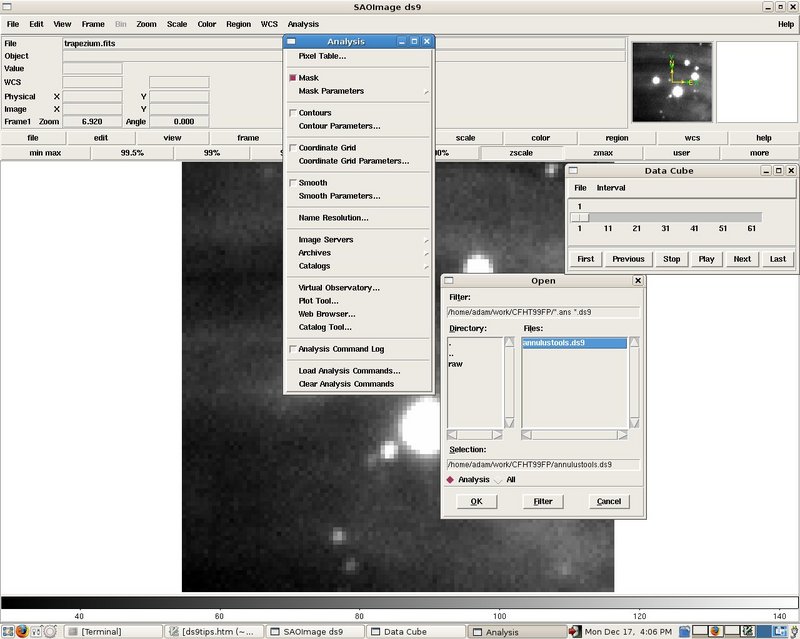 SAOImage ds9
File Edit View Frame Bin Zoom Scale Color Region WCS Analysis Help
File trapezium.fits
Object
Value
WCS
Physical X Y
Image X Y
Frame1 Zoom 6.920 Angle 0.000
N
E
file edit view frame scale color region wcs help
min max 99.5% 99% zscale zmax user more
Analysis
Pixel Table...
Mask
Mask Parameters
Contours
Contour Parameters...
Coordinate Grid
Coordinate Grid Parameters...
Smooth
Smooth Parameters...
Name Resolution...
Image Servers
Archives
Catalogs
Virtual Observatory...
Plot Tool...
Web Browser...
Catalog Tool...
Analysis Command Log
Load Analysis Commands...
Clear Analysis Commands
Data Cube
File Interval
1
1 11 21 31 41 51 61
First Previous Stop Play Next Last
Open
Filter:
/home/adam/work/CFHT99FP/*.ans *.ds9
Directory: Files:
. annulustools.ds9
..
raw
Selection:
/home/adam/work/CFHT99FP/annulustools.ds9
Analysis All
OK Filter Cancel
40 60 80 100 120 140
[Terminal] [ds9tips.htm (~... SAOImage ds9 Data Cube Analysis Mon Dec 17, 4:06 PM